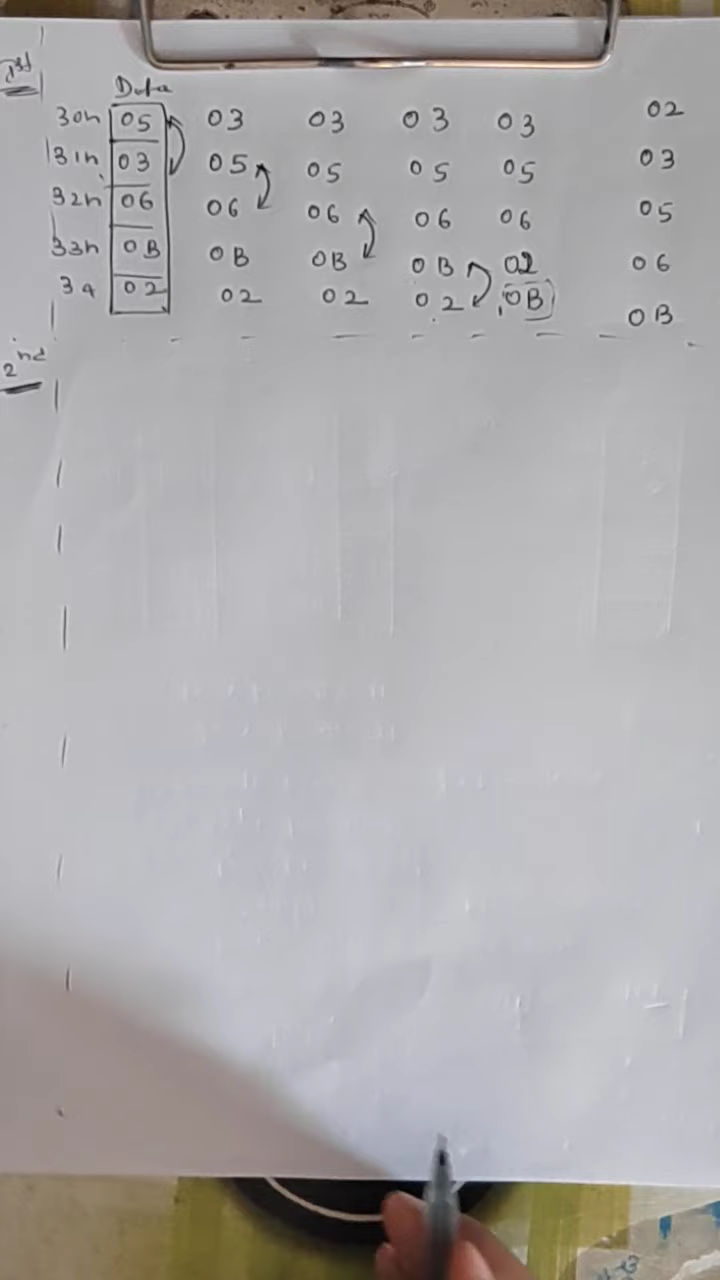 1st
Data
30h 05 03 03 03 03 02
31h 03 05 05 05 05 03
32h 06 06 06 06 06 05
33h 0B 0B 0B 0B 02 06
34 02 02 02 02 0B 0B
2nd